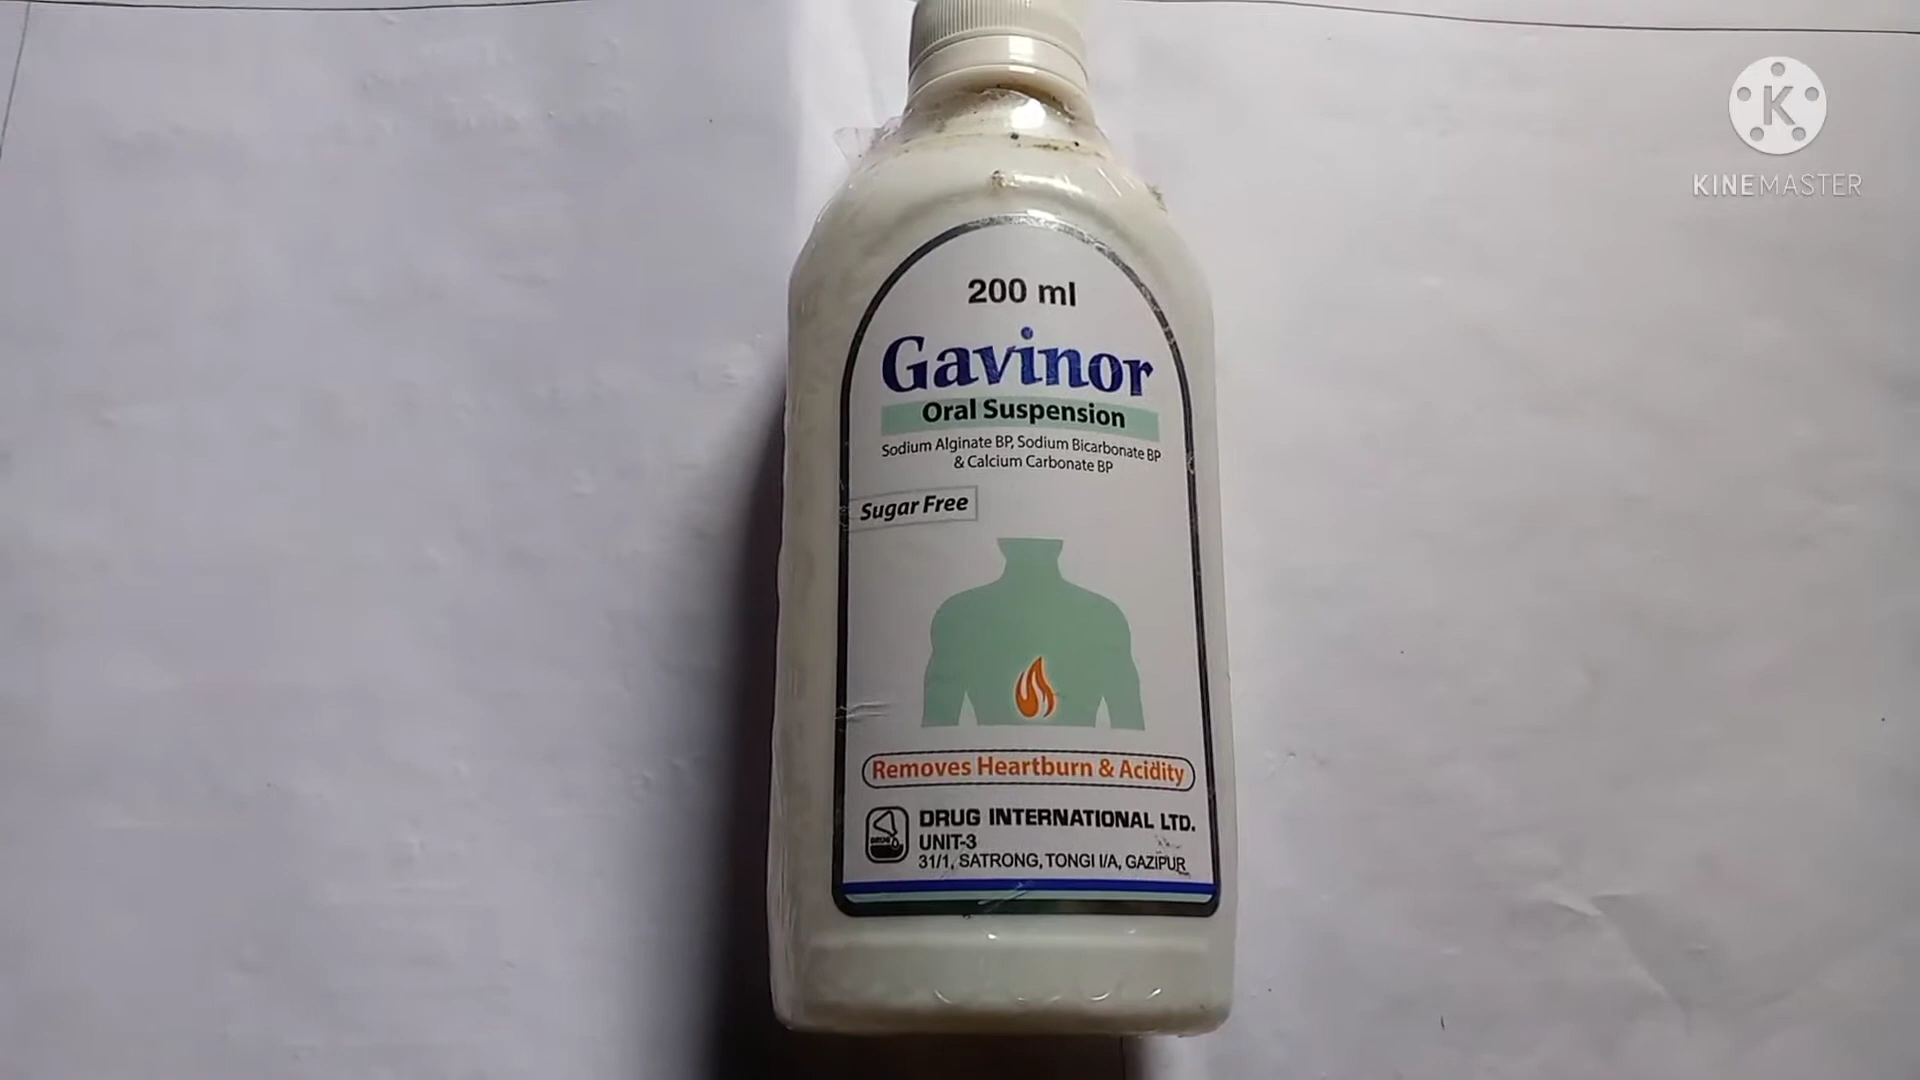 K
KINEMASTER
200 ml
Gavinor
Oral Suspension
Sodium Alginate BP, Sodium Bicarbonate BP
& Calcium Carbonate BP
Sugar Free
Removes Heartburn & Acidity
DRUG
DRUG INTERNATIONAL LTD.
UNIT-3
31/1, SATRONG, TONGI I/A, GAZIPUR